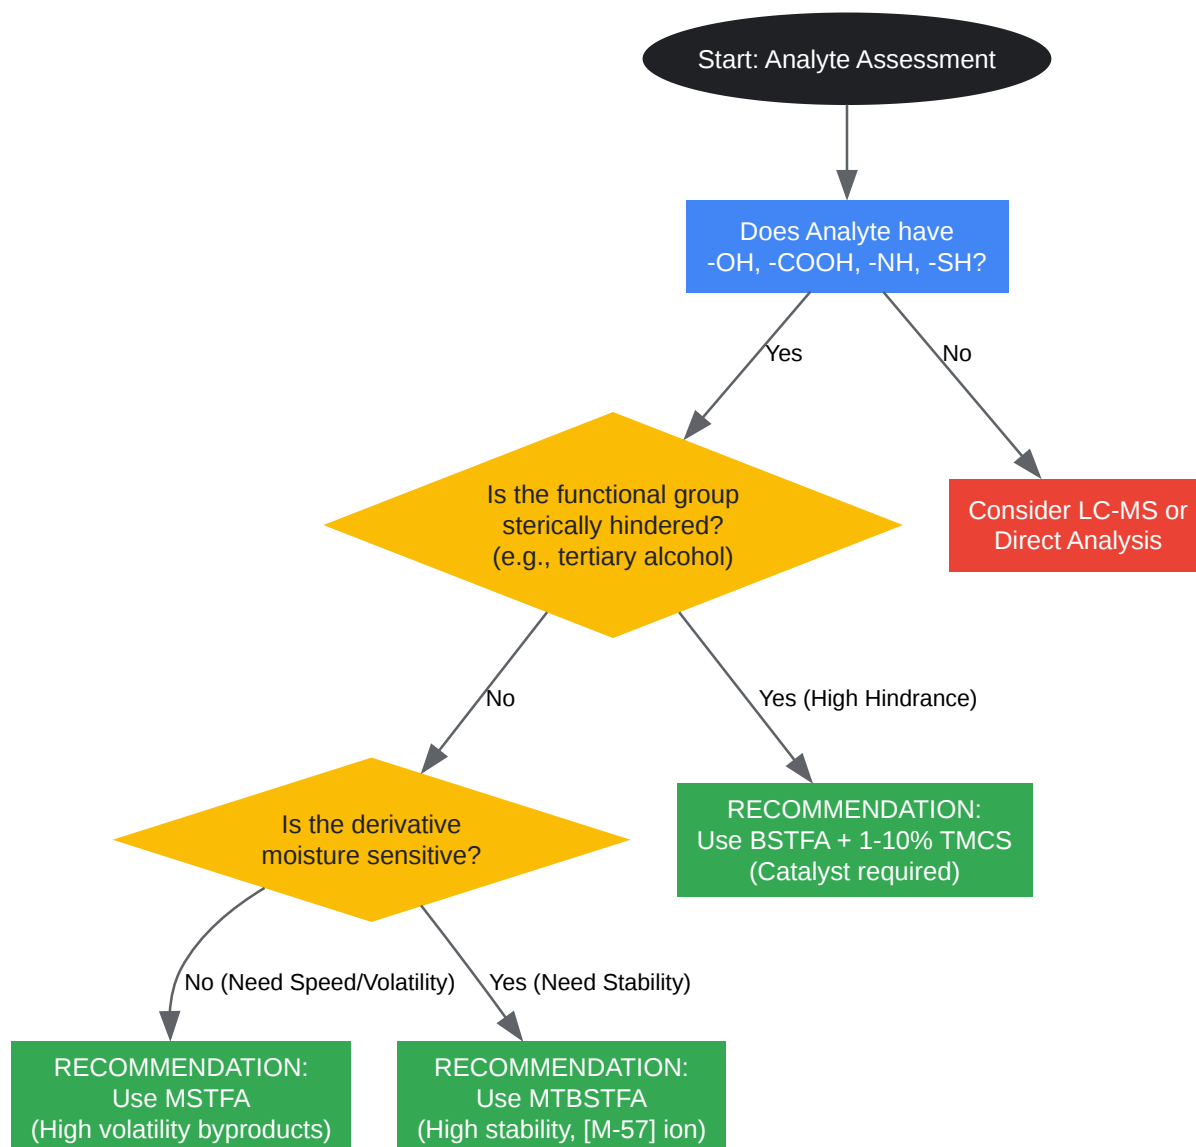 Start: Analyte Assessment
Does Analyte have
-OH, -COOH, -NH, -SH?
Yes
No
Is the functional group
sterically hindered?
(e.g., tertiary alcohol)
Consider LC-MS or
Direct Analysis
No
Yes (High Hindrance)
Is the derivative
moisture sensitive?
RECOMMENDATION:
Use BSTFA + 1-10% TMCS
(Catalyst required)
No (Need Speed/Volatility)
Yes (Need Stability)
RECOMMENDATION:
Use MSTFA
(High volatility byproducts)
RECOMMENDATION:
Use MTBSTFA
(High stability, [M-57] ion)